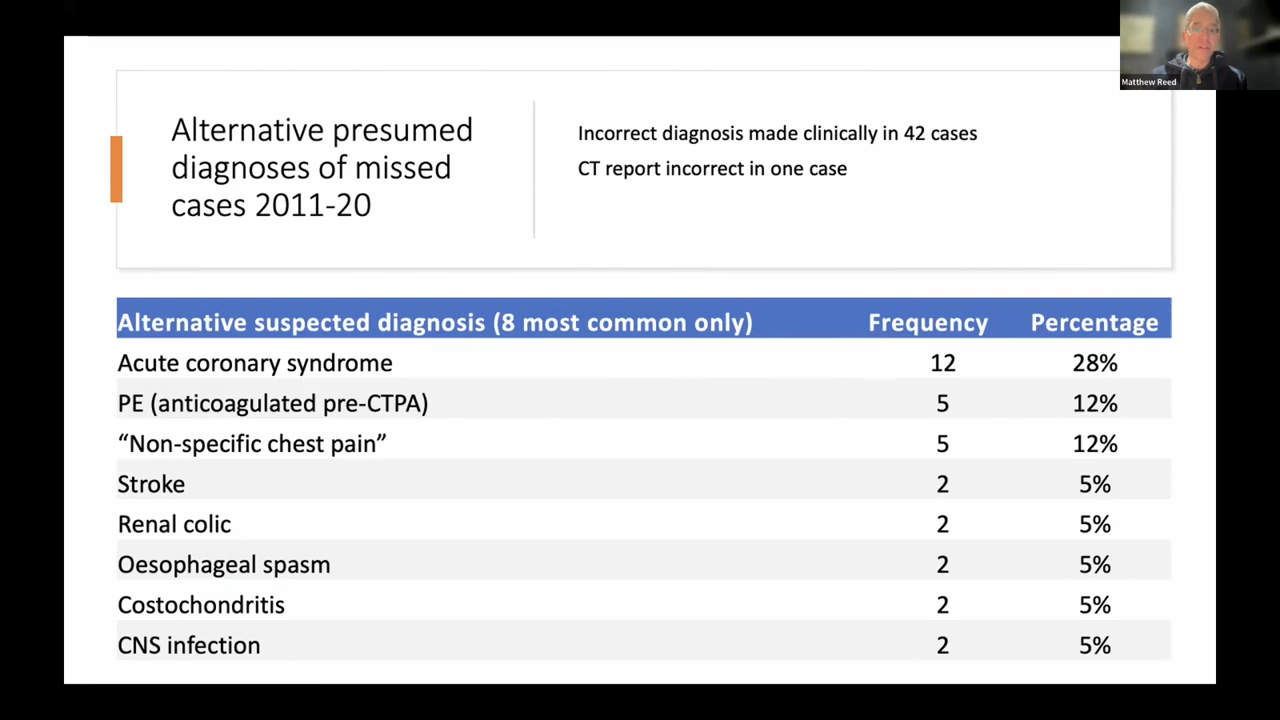 Matthew Reed
Alternative presumed
diagnoses of missed
cases 2011-20
Incorrect diagnosis made clinically in 42 cases
CT report incorrect in one case
Alternative suspected diagnosis (8 most common only) Frequency Percentage
Acute coronary syndrome 12 28%
PE (anticoagulated pre-CTPA) 5 12%
“Non-specific chest pain” 5 12%
Stroke 2 5%
Renal colic 2 5%
Oesophageal spasm 2 5%
Costochondritis 2 5%
CNS infection 2 5%